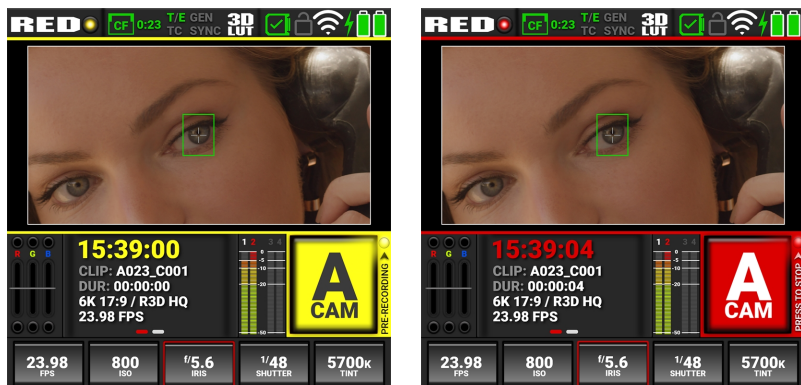 RED
CF 0:23
T/E GEN
TC SYNC
3D
LUT
15:39:00
CLIP: A023_C001
DUR: 00:00:00
6K 17:9 / R3D HQ
23.98 FPS
R G B
1 2 3 4
0
-5
-10
-20
-50
A
CAM
PRE-RECORDING
23.98
FPS
800
ISO
f/5.6
IRIS
1/48
SHUTTER
5700K
TINT
RED
CF 0:23
T/E GEN
TC SYNC
3D
LUT
15:39:04
CLIP: A023_C001
DUR: 00:00:04
6K 17:9 / R3D HQ
23.98 FPS
R G B
1 2 3 4
0
-5
-10
-20
-50
A
CAM
PRESS TO STOP
23.98
FPS
800
ISO
f/5.6
IRIS
1/48
SHUTTER
5700K
TINT